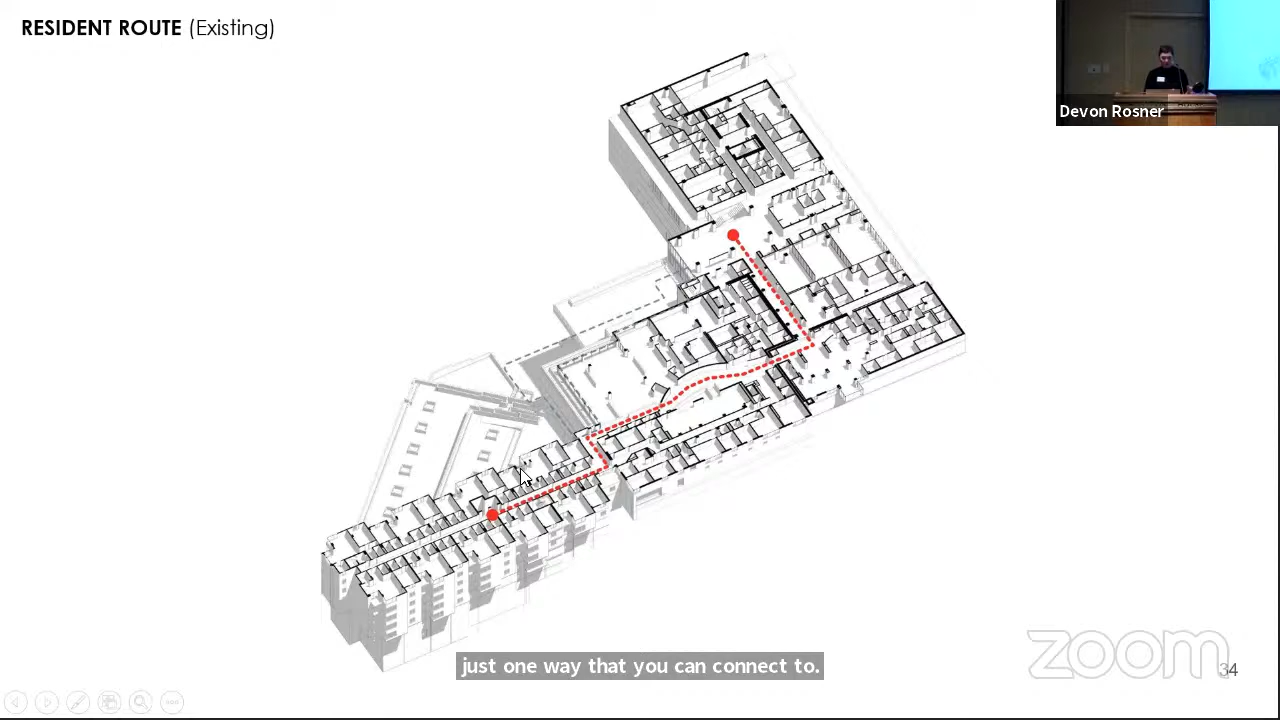 RESIDENT ROUTE (Existing)
Devon Rosner
just one way that you can connect to.
zoom
34